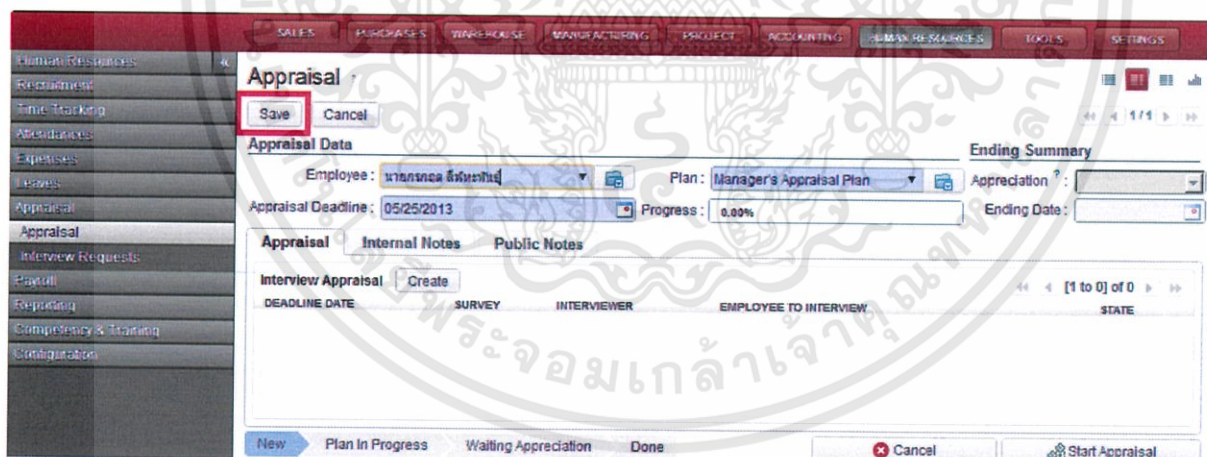 SALES PURCHASES WAREHOUSE MANUFACTURING PROJECT ACCOUNTING HUMAN RESOURCES TOOLS SETTINGS
Human Resources «
Recruitment
Time Tracking
Attendances
Expenses
Leaves
Appraisal
Appraisal
Interview Requests
Payroll
Reporting
Competency & Training
Configuration
Appraisal
Save Cancel
1/1
Appraisal Data
Ending Summary
Employee : Plan : Manager's Appraisal Plan Appreciation ? :
Appraisal Deadline : 05/25/2013 Progress : 0.00% Ending Date :
Appraisal Internal Notes Public Notes
Interview Appraisal Create [1 to 0] of 0
DEADLINE DATE SURVEY INTERVIEWER EMPLOYEE TO INTERVIEW STATE
New Plan In Progress Waiting Appreciation Done Cancel Start Appraisal